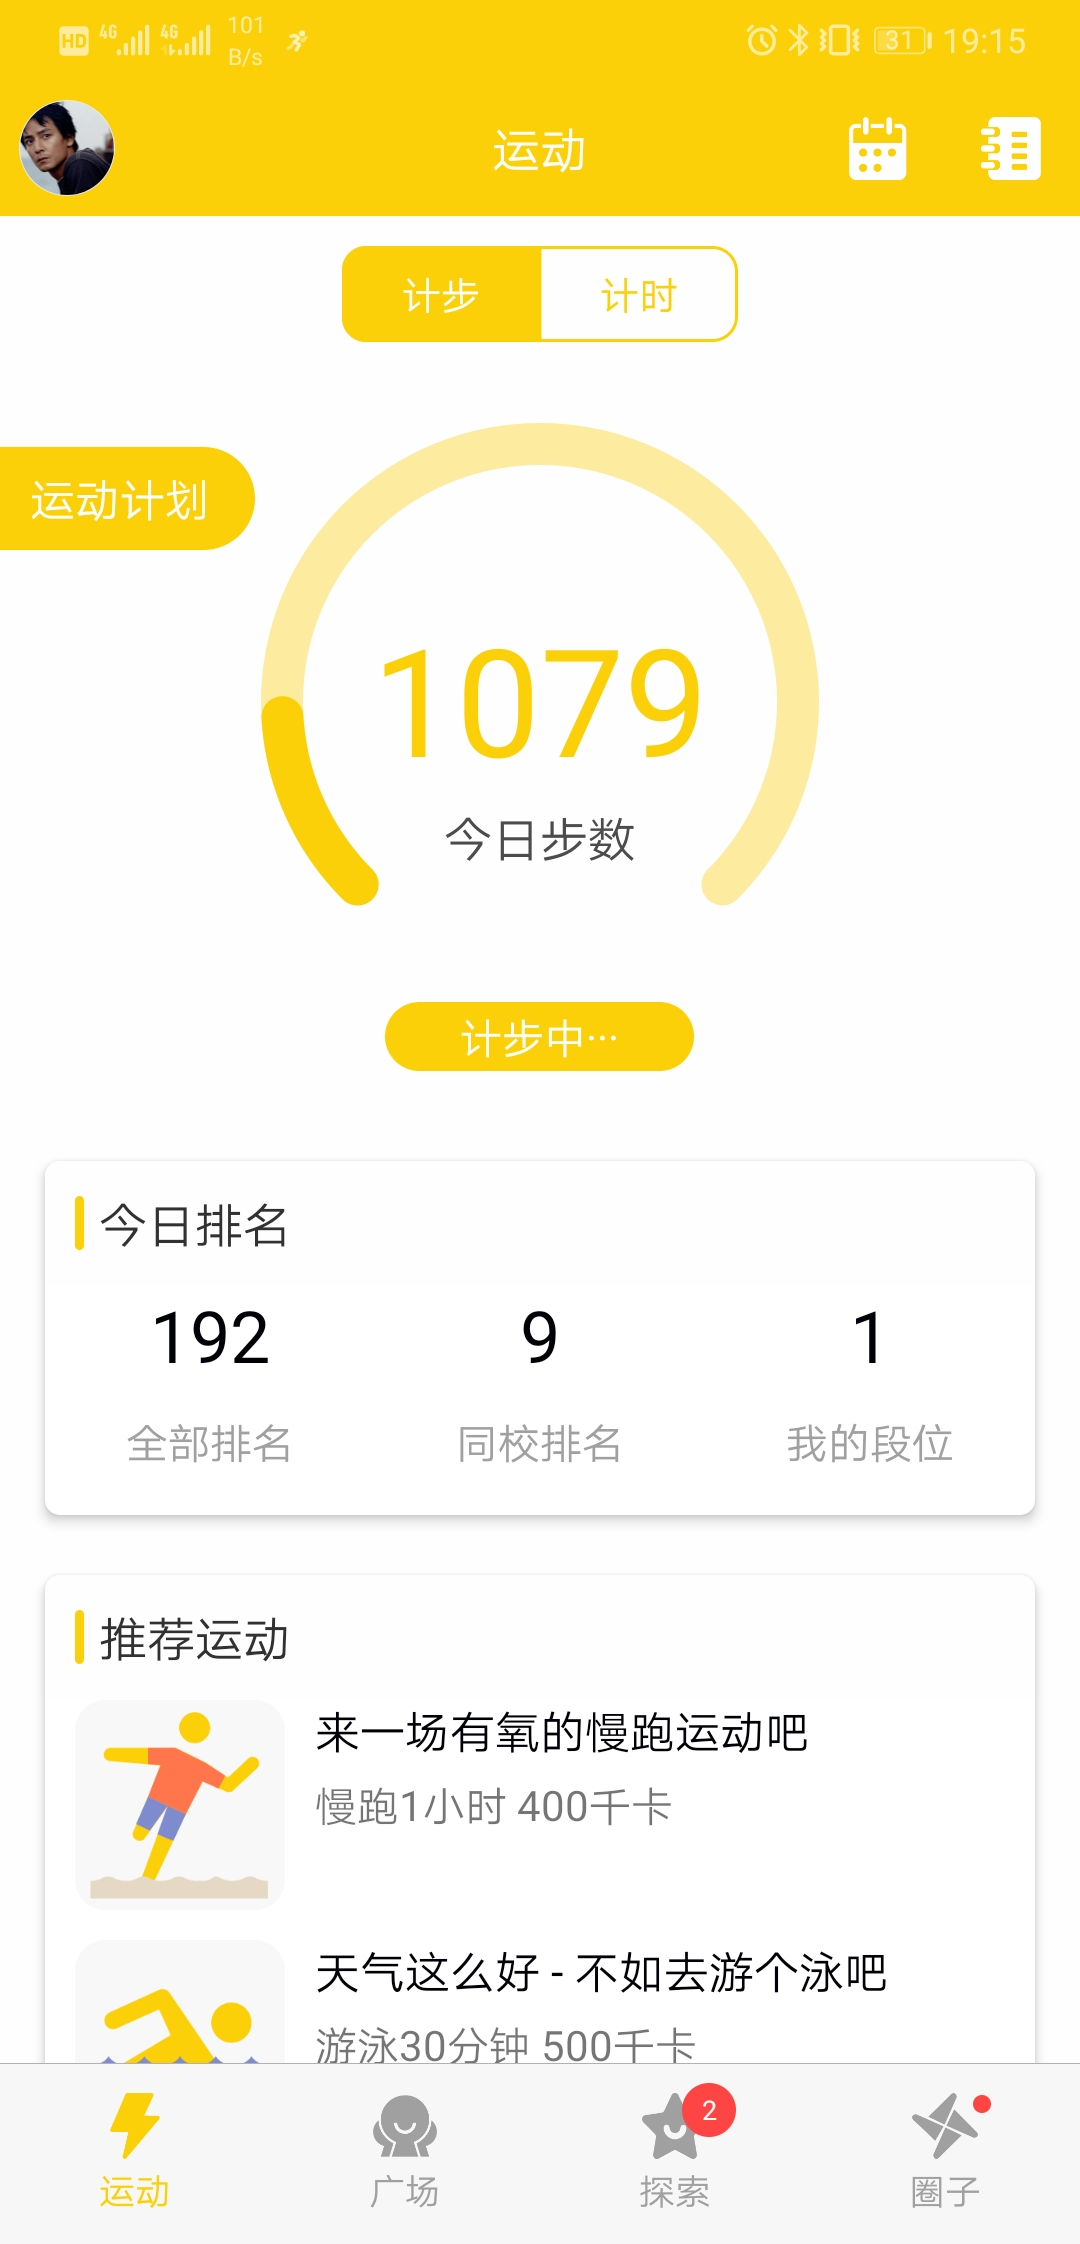 HD 4G 4G 101 B/s 31 19:15
运动
计步 计时
运动计划
1079
今日步数
计步中···
今日排名
192 9 1
全部排名 同校排名 我的段位
推荐运动
来一场有氧的慢跑运动吧
慢跑1小时 400千卡
天气这么好 - 不如去游个泳吧
游泳30分钟 500千卡
2
运动 广场 探索 圈子